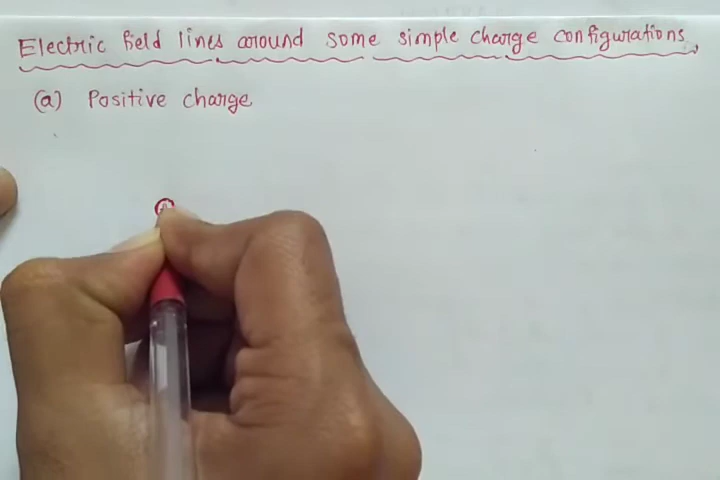 Electric field lines around some simple charge configurations,
(a) Positive charge
+